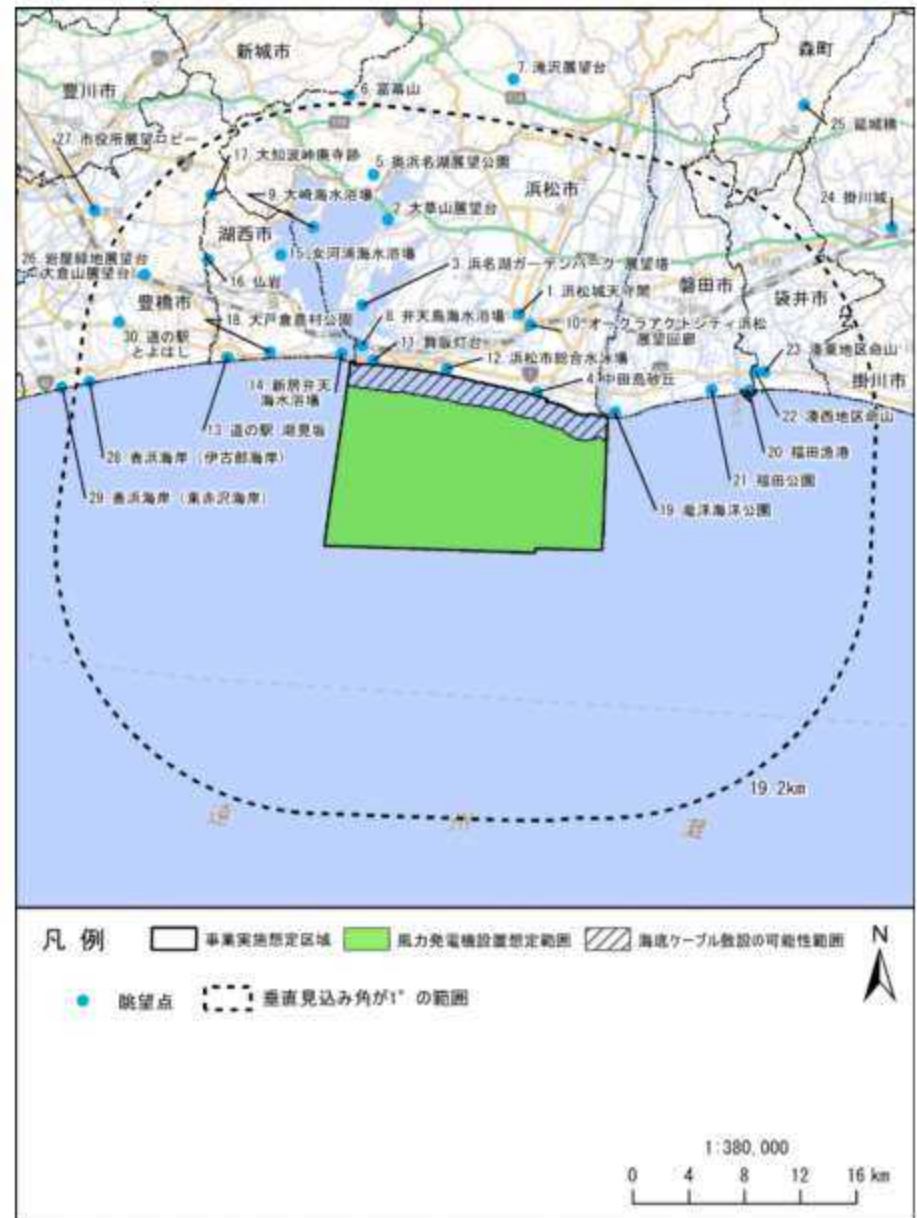 新城市
森町
7 滝沢展望台
豊川市
6 富幕山
25 延城橋
27 市役所展望ロビー
17 大知波峠廃寺跡
5 奥浜名湖展望公園
浜松市
9 大崎海水浴場
2 大草山展望台
24 掛川城
湖西市
15 女河浦海水浴場
26 岩屋緑地展望台
（大倉山展望台）
3 浜名湖ガーデンパーク 展望塔
磐田市
16 仏岩
1 浜松城天守閣
袋井市
豊橋市
18 大戸倉農村公園
8 弁天島海水浴場
10 オークラアクトシティ浜松
展望回廊
30 道の駅
とよはし
11 舞阪灯台
23 湊東地区命山
12 浜松市総合水泳場
掛川市
14 新居弁天
海水浴場
4 中田島砂丘
22 湊西地区命山
13 道の駅 潮見坂
20 福田漁港
28 表浜海岸（伊古部海岸）
21 福田公園
29 表浜海岸（東赤沢海岸）
19 竜洋海洋公園
19.2km
遠 州 灘
凡 例
事業実施想定区域
風力発電機設置想定範囲
海底ケーブル敷設の可能性範囲
N
眺望点
垂直見込み角が1°の範囲
1:380,000
0 4 8 12 16 km